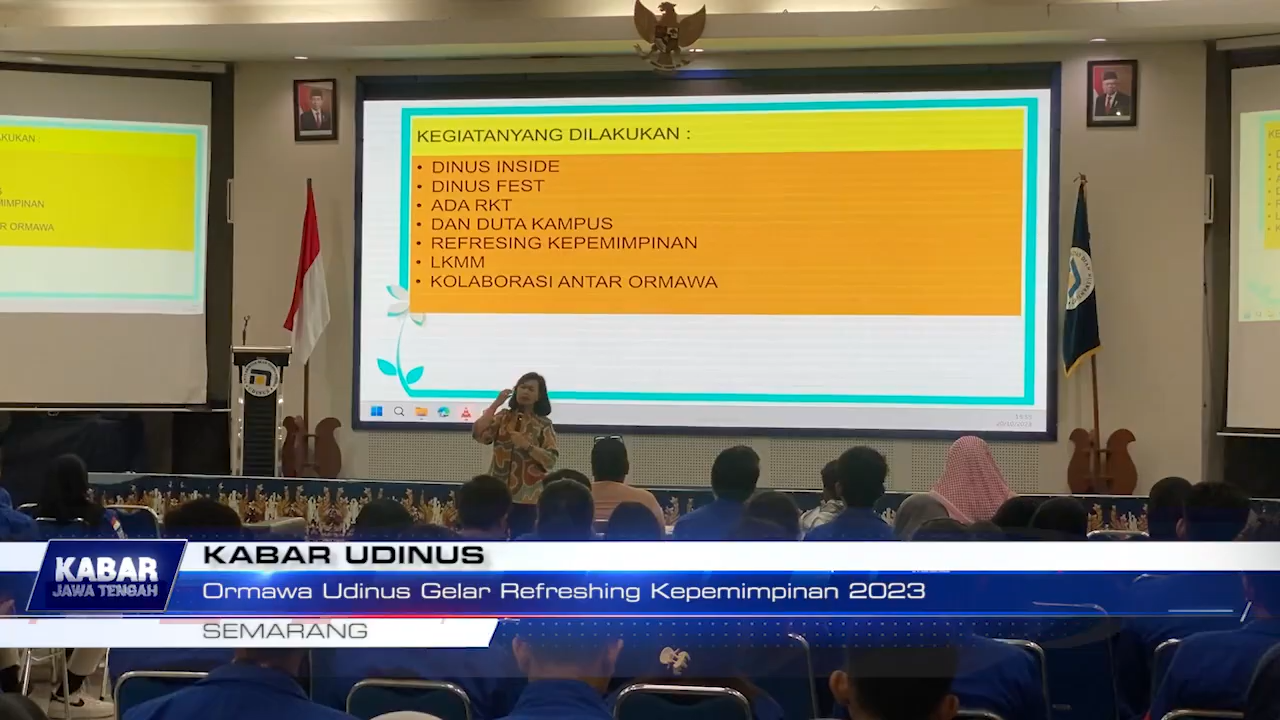 KEGIATANYANG DILAKUKAN :
• DINUS INSIDE
• DINUS FEST
• ADA RKT
• DAN DUTA KAMPUS
• REFRESING KEPEMIMPINAN
• LKMM
• KOLABORASI ANTAR ORMAWA
KABAR UDINUS
KABAR
JAWA TENGAH
Ormawa Udinus Gelar Refreshing Kepemimpinan 2023
SEMARANG